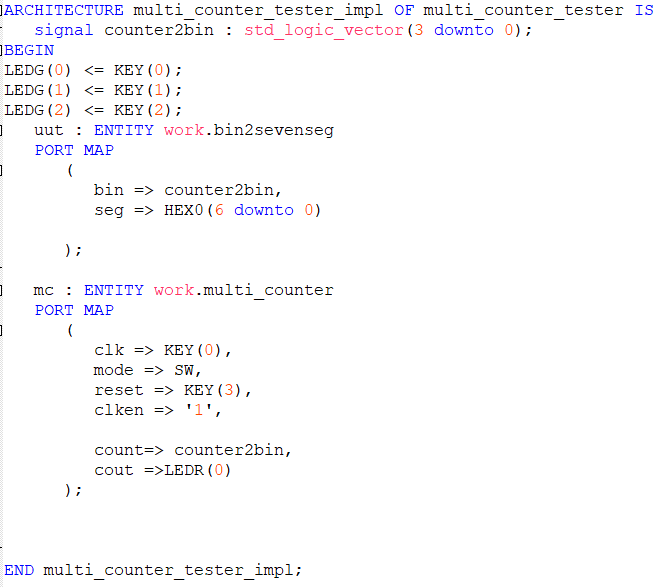 ARCHITECTURE multi_counter_tester_impl OF multi_counter_tester IS
signal counter2bin : std_logic_vector(3 downto 0);
BEGIN
LEDG(0) <= KEY(0);
LEDG(1) <= KEY(1);
LEDG(2) <= KEY(2);
uut : ENTITY work.bin2sevenseg
PORT MAP
(
bin => counter2bin,
seg => HEX0(6 downto 0)
);
mc : ENTITY work.multi_counter
PORT MAP
(
clk => KEY(0),
mode => SW,
reset => KEY(3),
clken => '1',
count=> counter2bin,
cout =>LEDR(0)
);
END multi_counter_tester_impl;